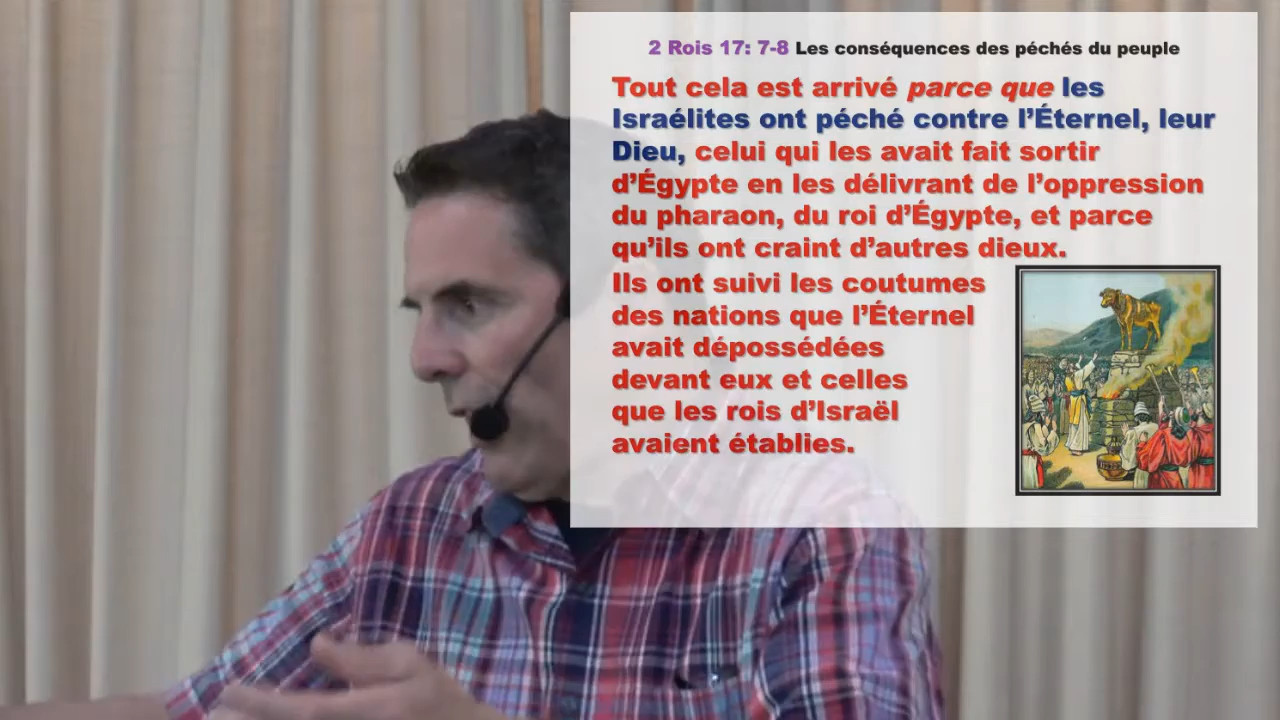 2 Rois 17: 7-8 Les conséquences des péchés du peuple
Tout cela est arrivé parce que les
Israélites ont péché contre l’Éternel, leur
Dieu, celui qui les avait fait sortir
d’Égypte en les délivrant de l’oppression
du pharaon, du roi d’Égypte, et parce
qu’ils ont craint d’autres dieux.
Ils ont suivi les coutumes
des nations que l’Éternel
avait dépossédées
devant eux et celles
que les rois d’Israël
avaient établies.